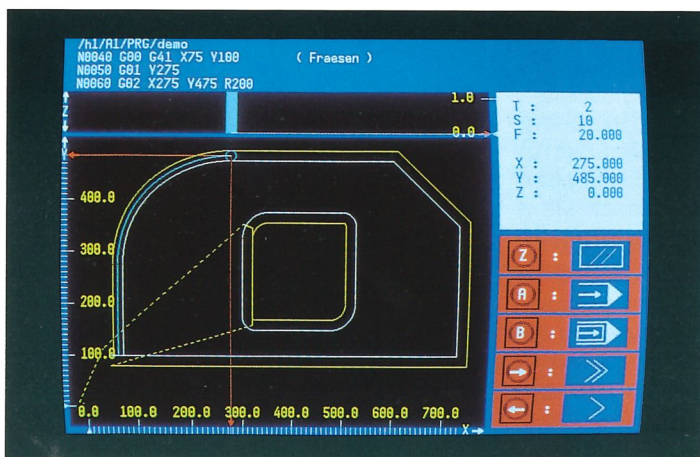 /h1/A1/PRG/demo
N0040 G00 G41 X75 Y100 ( Fraesen )
N0050 G01 Y275
N0060 G02 X275 Y475 R200
1.0
Z
0.0
Y
400.0
300.0
200.0
100.0
0.0 100.0 200.0 300.0 400.0 500.0 600.0 700.0
X
T : 2
S : 10
F : 20.000
X : 275.000
Y : 485.000
Z : 0.000
Z :
A :
B :
:
: